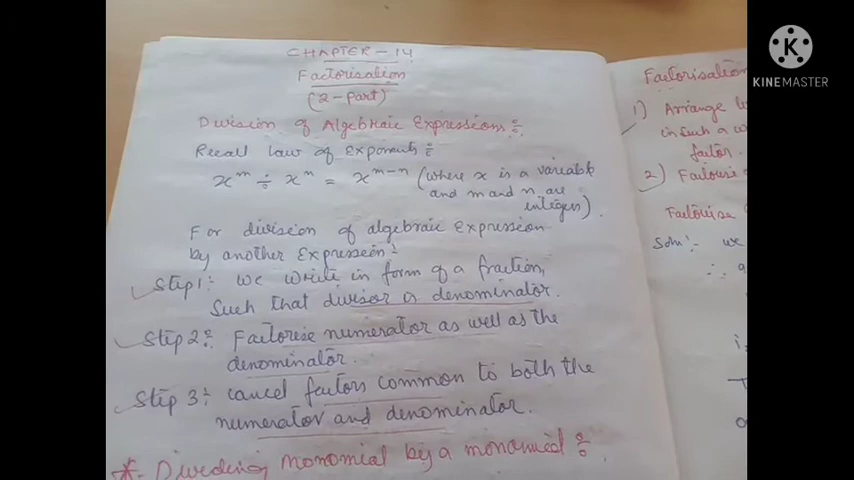 CHAPTER - 14
Factorisation
(2-part)
Division of Algebraic Expressions :
Recall Law of Exponents :
x^m ÷ x^n = x^(m-n) (where x is a variable
and m and n are
integers)
For division of algebraic expression
by another expression :
Step 1 :- We write in form of a fraction,
Such that divisor is denominator.
Step 2 : Factorise numerator as well as the
denominator.
Step 3 : Cancel factors common to both the
numerator and denominator.
* Dividing monomial by a monomial :
Factorisation
1) Arrange
in such a
factor.
2) Factorise
Factorise
Soln :- we
∴
K
KINEMASTER